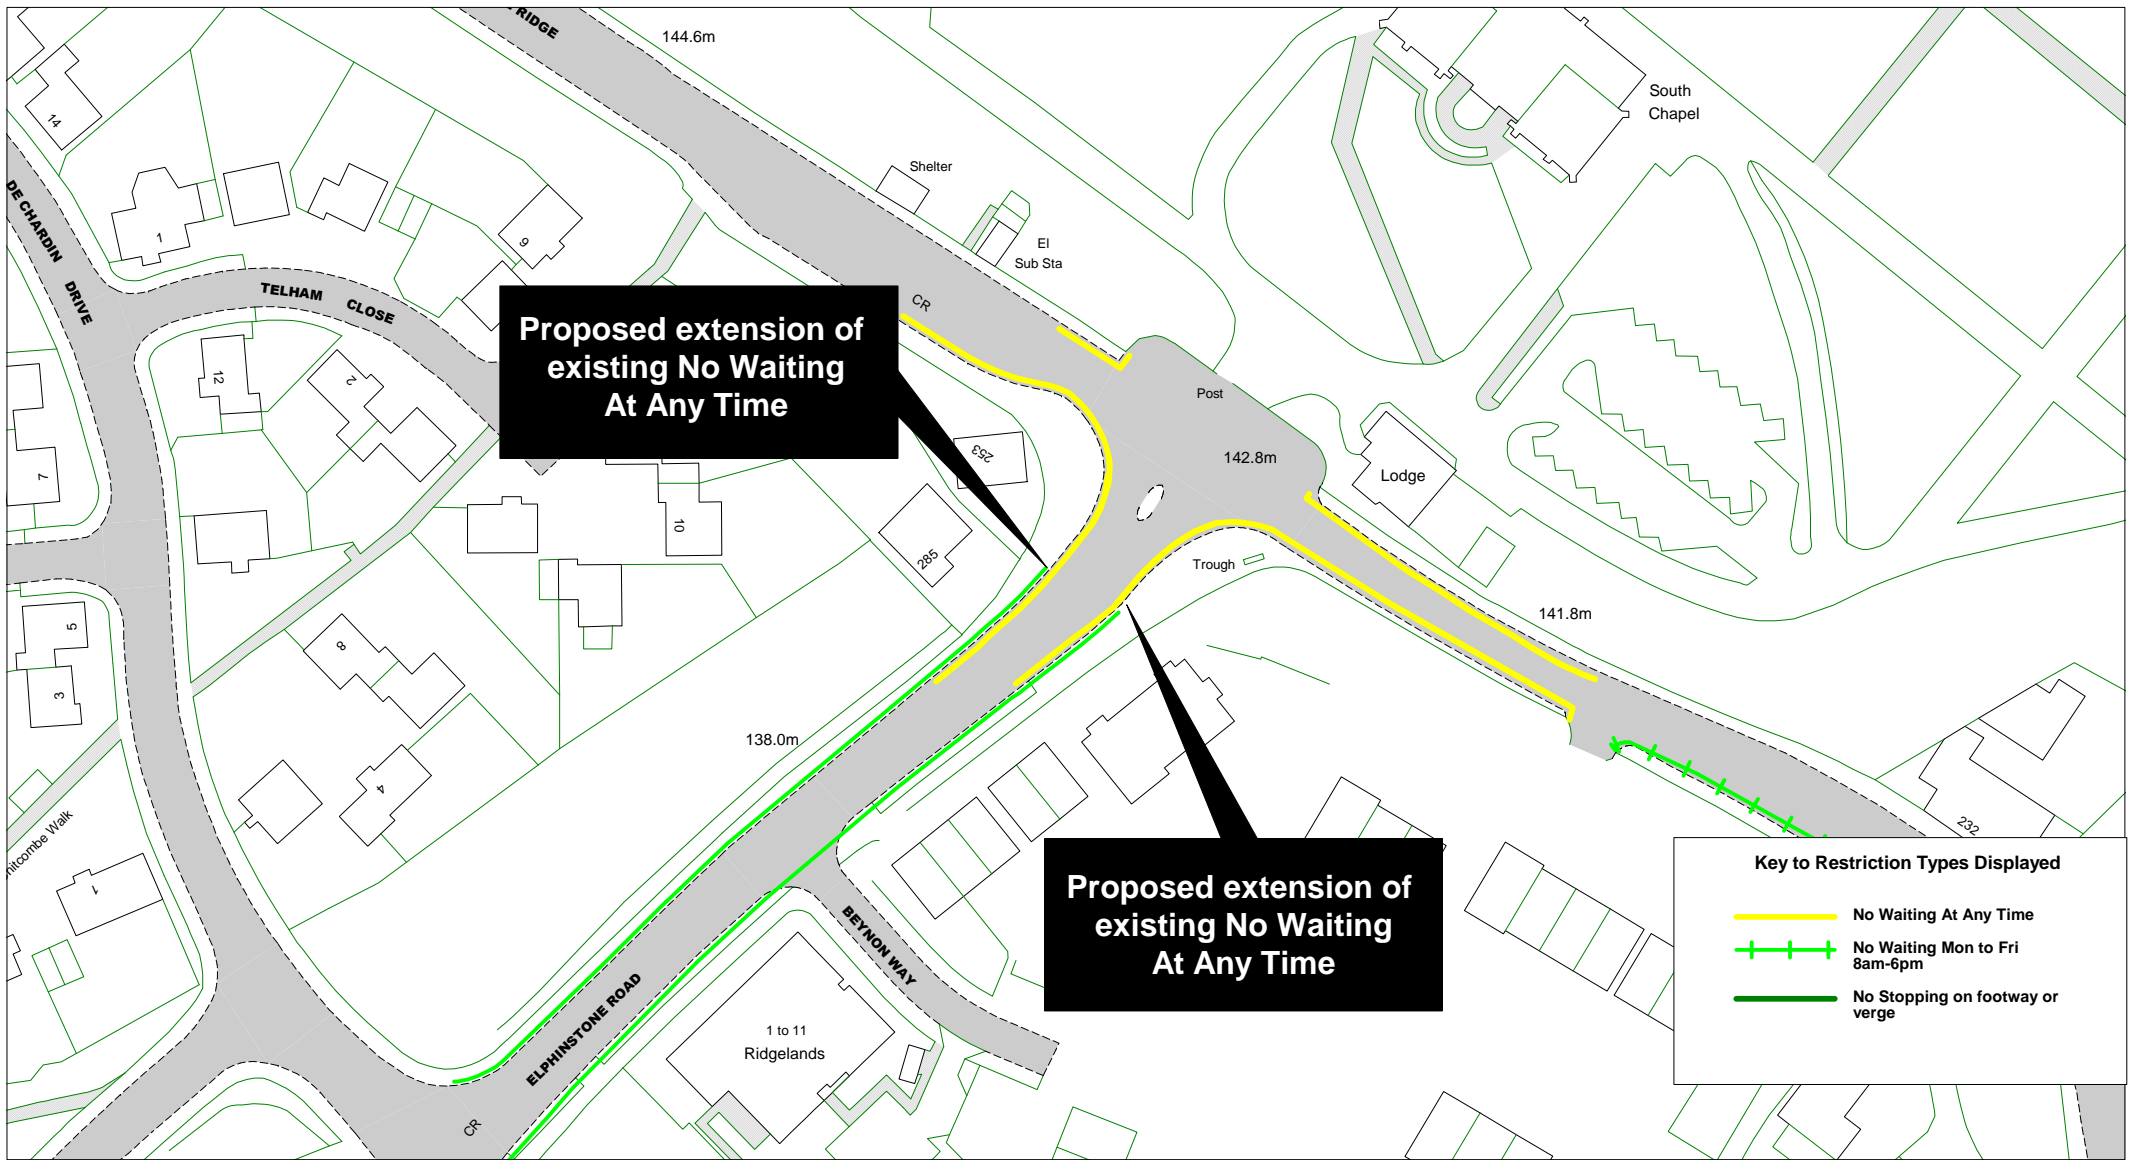 RIDGE
144.6m
South
Chapel
14
DE CHARDIN
DRIVE
1
Shelter
9
El
Sub Sta
TELHAM CLOSE
CR
Proposed extension of
existing No Waiting
At Any Time
12
2
Post
142.8m
Lodge
253
7
10
285
Trough
141.8m
5
8
3
138.0m
4
1
232
Key to Restriction Types Displayed
No Waiting At Any Time
No Waiting Mon to Fri
8am-6pm
No Stopping on footway or
verge
Proposed extension of
existing No Waiting
At Any Time
BEYNON WAY
ELPHINSTONE ROAD
1 to 11
Ridgelands
CR
Walk